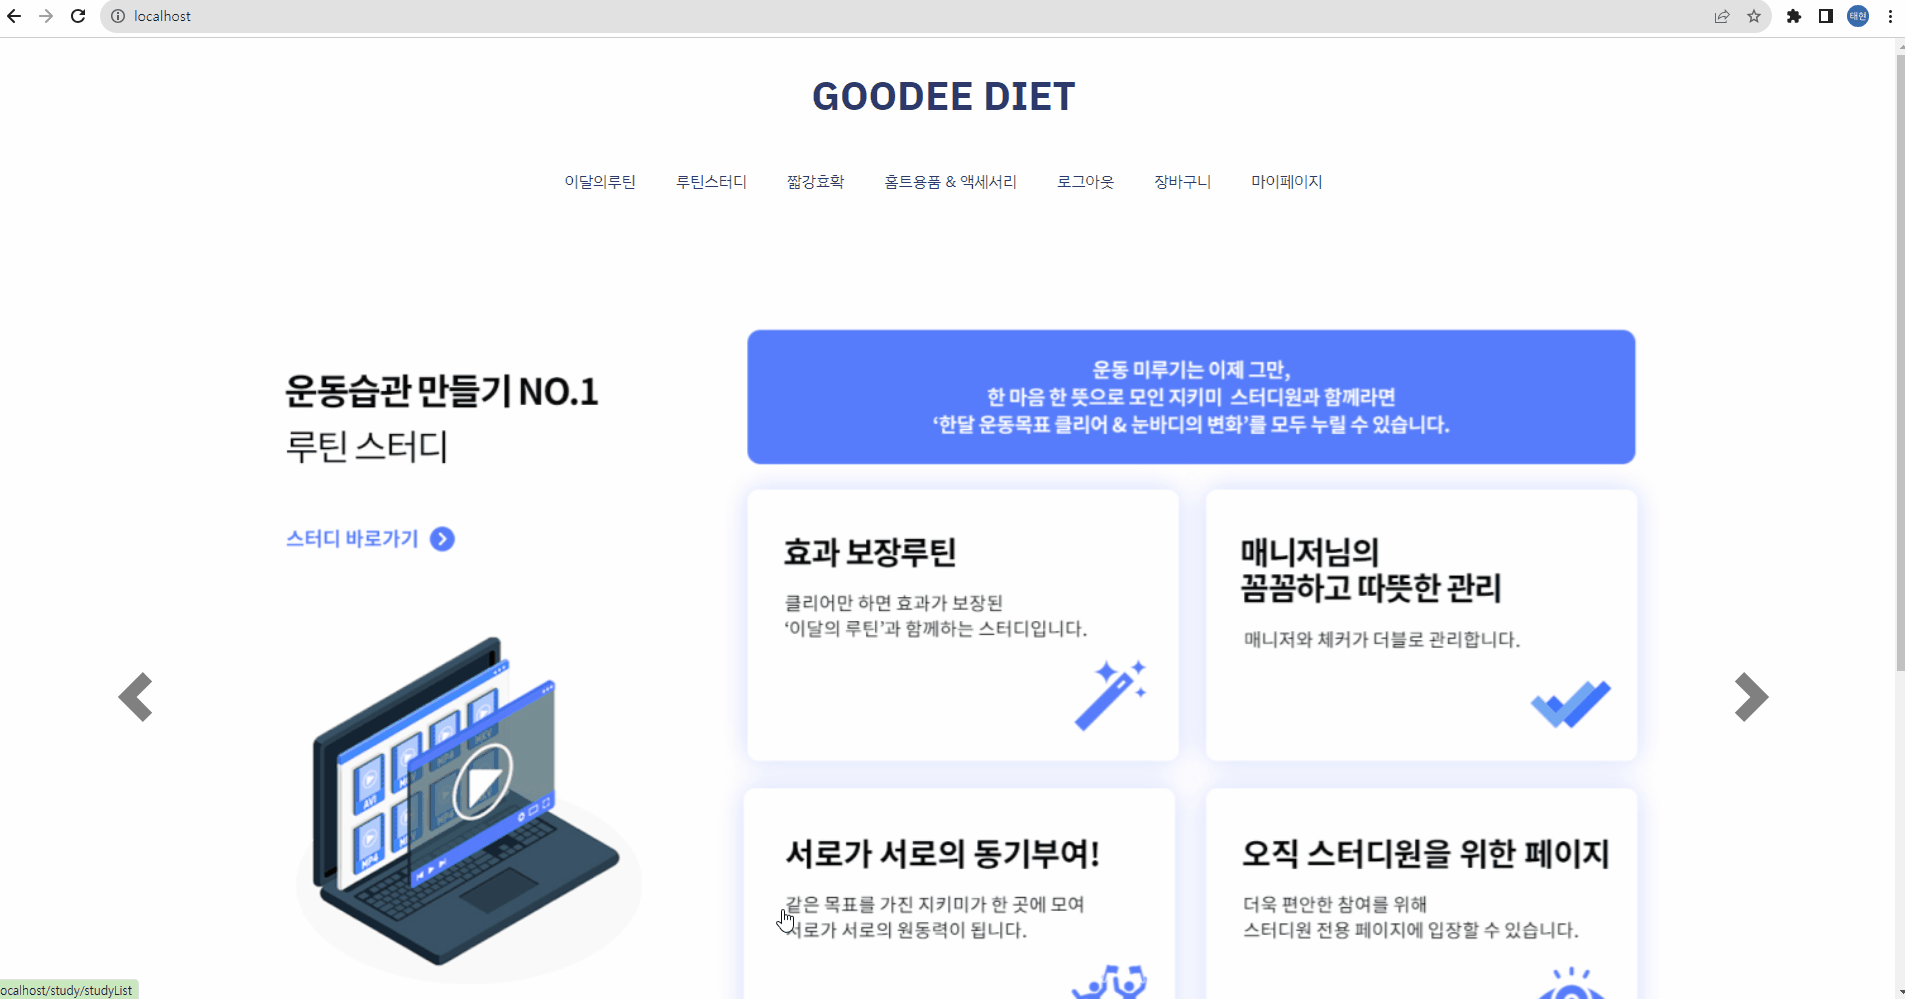 localhost
태현
GOODEE DIET
이달의루틴 루틴스터디 짧강효확 홈트용품 & 액세서리 로그아웃 장바구니 마이페이지
운동습관 만들기 NO.1
루틴 스터디
스터디 바로가기
AVI
MP4
운동 미루기는 이제 그만,
한 마음 한 뜻으로 모인 지키미 스터디원과 함께라면
‘한달 운동목표 클리어 & 눈바디의 변화’를 모두 누릴 수 있습니다.
효과 보장루틴
클리어만 하면 효과가 보장된
‘이달의 루틴’과 함께하는 스터디입니다.
매니저님의
꼼꼼하고 따뜻한 관리
매니저와 체커가 더블로 관리합니다.
서로가 서로의 동기부여!
같은 목표를 가진 지키미가 한 곳에 모여
서로가 서로의 원동력이 됩니다.
오직 스터디원을 위한 페이지
더욱 편안한 참여를 위해
스터디원 전용 페이지에 입장할 수 있습니다.
ocalhost/study/studyList